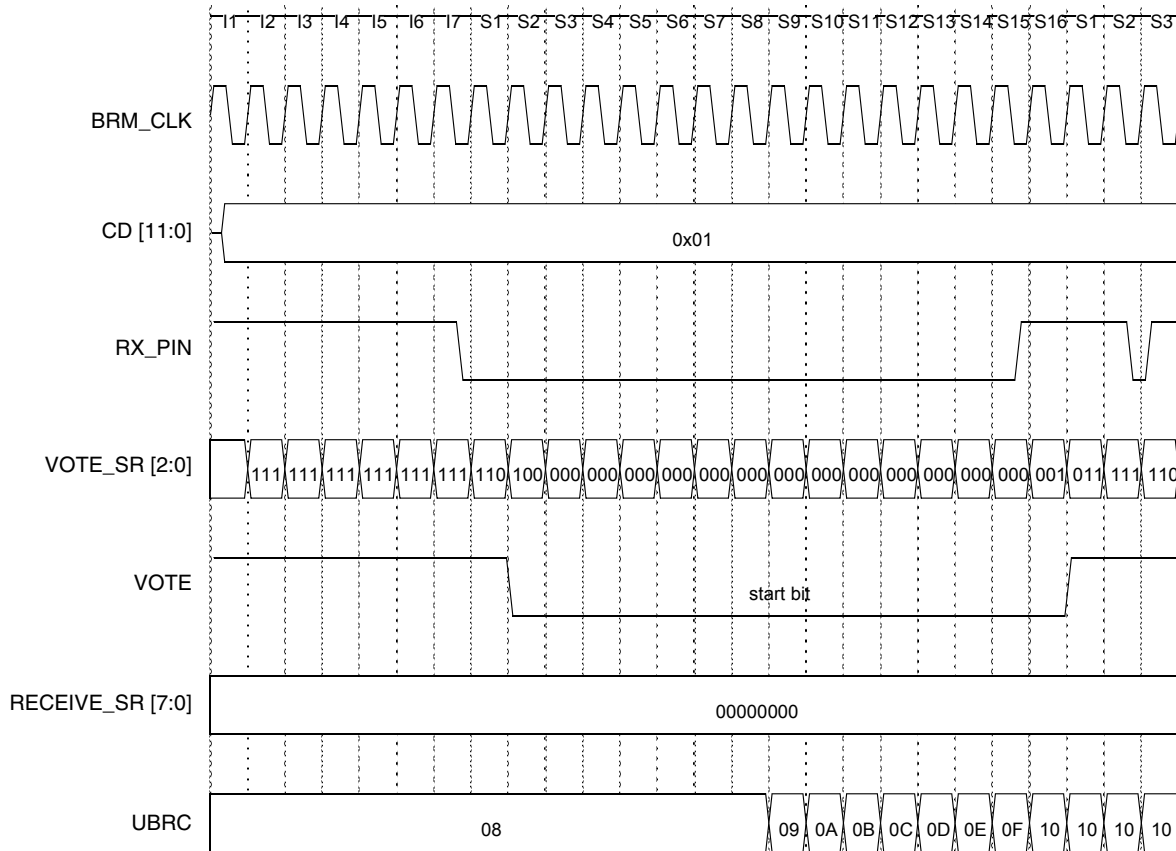 I1 I2 I3 I4 I5 I6 I7 S1 S2 S3 S4 S5 S6 S7 S8 S9 S10 S11 S12 S13 S14 S15 S16 S1 S2 S3
BRM_CLK
CD [11:0] 0x01
RX_PIN
VOTE_SR [2:0] 111 111 111 111 111 111 110 100 000 000 000 000 000 000 000 000 000 000 000 000 000 001 011 111 110
VOTE start bit
RECEIVE_SR [7:0] 00000000
UBRC 08 09 0A 0B 0C 0D 0E 0F 10 10 10 10